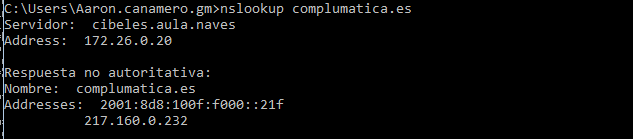 C:\Users\Aaron.canamero.gm>nslookup complumatica.es
Servidor:  cibeles.aula.naves
Address:  172.26.0.20

Respuesta no autoritativa:
Nombre:  complumatica.es
Addresses:  2001:8d8:100f:f000::21f
          217.160.0.232